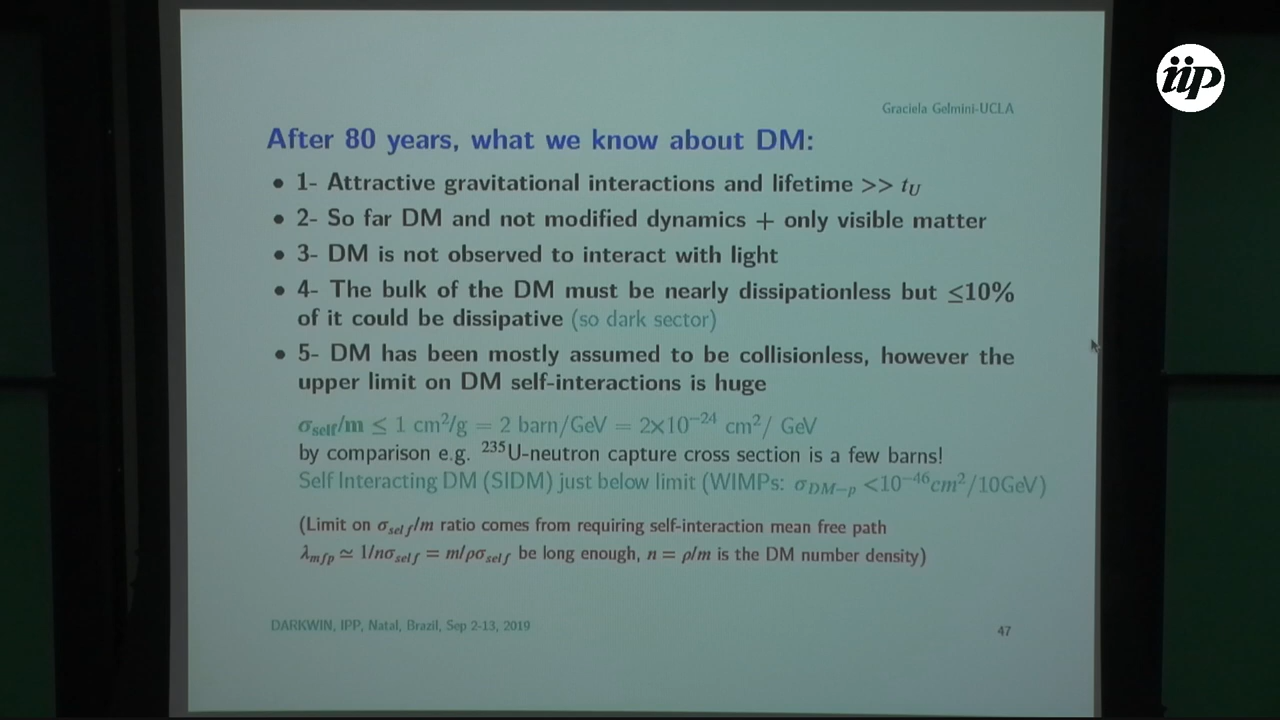 iip
Graciela Gelmini-UCLA
After 80 years, what we know about DM:
• 1- Attractive gravitational interactions and lifetime >> t_U
• 2- So far DM and not modified dynamics + only visible matter
• 3- DM is not observed to interact with light
• 4- The bulk of the DM must be nearly dissipationless but ≤10%
of it could be dissipative (so dark sector)
• 5- DM has been mostly assumed to be collisionless, however the
upper limit on DM self-interactions is huge
σ_self/m ≤ 1 cm²/g = 2 barn/GeV = 2×10⁻²⁴ cm²/ GeV
by comparison e.g. ²³⁵U-neutron capture cross section is a few barns!
Self Interacting DM (SIDM) just below limit (WIMPs: σ_DM−p <10⁻⁴⁶cm²/10GeV)
(Limit on σ_self/m ratio comes from requiring self-interaction mean free path
λ_mfp ≃ 1/nσ_self = m/ρσ_self be long enough, n = ρ/m is the DM number density)
DARKWIN, IPP, Natal, Brazil, Sep 2-13, 2019
47